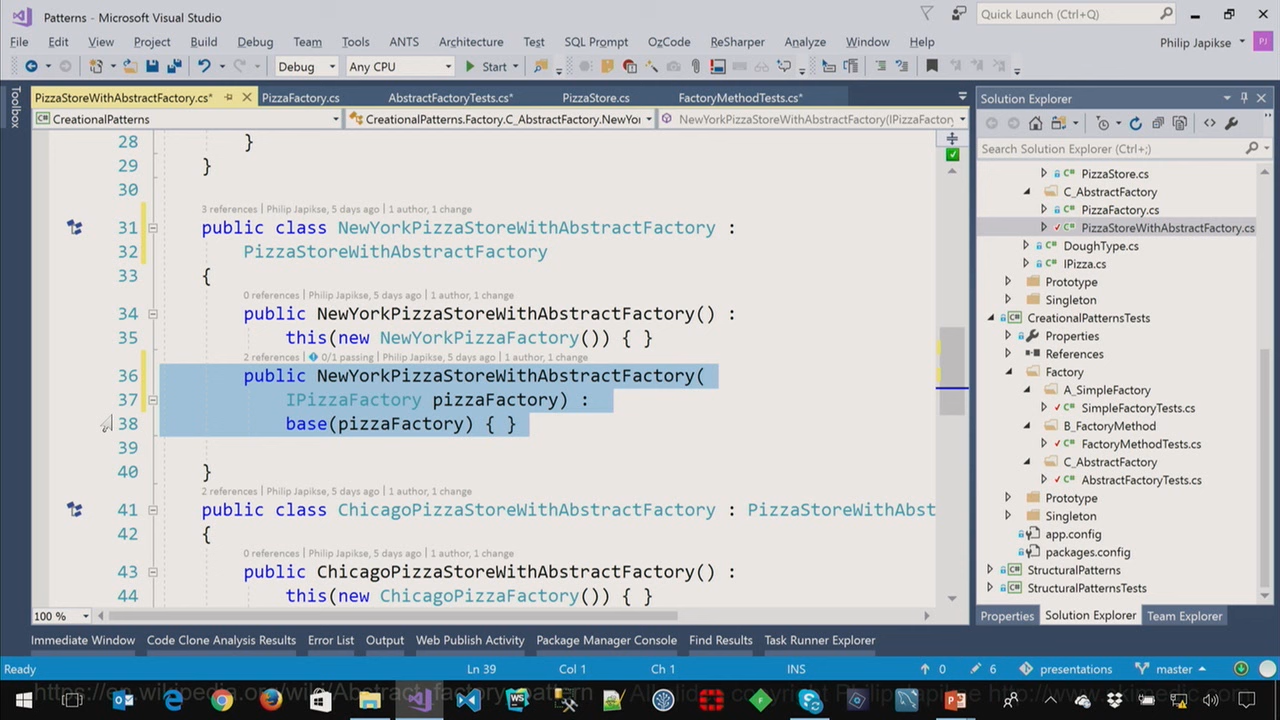 Patterns - Microsoft Visual Studio
Quick Launch (Ctrl+Q)
File Edit View Project Build Debug Team Tools ANTS Architecture Test SQL Prompt OzCode ReSharper Analyze Window Help
Philip Japikse PJ
Debug Any CPU Start
Toolbox
PizzaStoreWithAbstractFactory.cs* PizzaFactory.cs AbstractFactoryTests.cs* PizzaStore.cs FactoryMethodTests.cs*
CreationalPatterns CreationalPatterns.Factory.C_AbstractFactory.NewYor NewYorkPizzaStoreWithAbstractFactory(IPizzaFactory
28 }
29 }
30
3 references | Philip Japikse, 5 days ago | 1 author, 1 change
31 public class NewYorkPizzaStoreWithAbstractFactory :
32 PizzaStoreWithAbstractFactory
33 {
0 references | Philip Japikse, 5 days ago | 1 author, 1 change
34 public NewYorkPizzaStoreWithAbstractFactory() :
35 this(new NewYorkPizzaFactory()) { }
2 references | 0/1 passing | Philip Japikse, 5 days ago | 1 author, 1 change
36 public NewYorkPizzaStoreWithAbstractFactory(
37 IPizzaFactory pizzaFactory) :
38 base(pizzaFactory) { }
39
40 }
2 references | Philip Japikse, 5 days ago | 1 author, 1 change
41 public class ChicagoPizzaStoreWithAbstractFactory : PizzaStoreWithAbst
42 {
0 references | Philip Japikse, 5 days ago | 1 author, 1 change
43 public ChicagoPizzaStoreWithAbstractFactory() :
44 this(new ChicagoPizzaFactory()) { }
100 %
Solution Explorer
Search Solution Explorer (Ctrl+;)
C# PizzaStore.cs
C_AbstractFactory
C# PizzaFactory.cs
C# PizzaStoreWithAbstractFactory.cs
C# DoughType.cs
C# IPizza.cs
Prototype
Singleton
CreationalPatternsTests
Properties
References
Factory
A_SimpleFactory
C# SimpleFactoryTests.cs
B_FactoryMethod
C# FactoryMethodTests.cs
C_AbstractFactory
C# AbstractFactoryTests.cs
Prototype
Singleton
app.config
packages.config
StructuralPatterns
StructuralPatternsTests
Properties Solution Explorer Team Explorer
Immediate Window Code Clone Analysis Results Error List Output Web Publish Activity Package Manager Console Find Results Task Runner Explorer
Ready Ln 39 Col 1 Ch 1 INS 0 6 presentations master
https://en.wikipedia.org/wiki/Abstract_factory_pattern